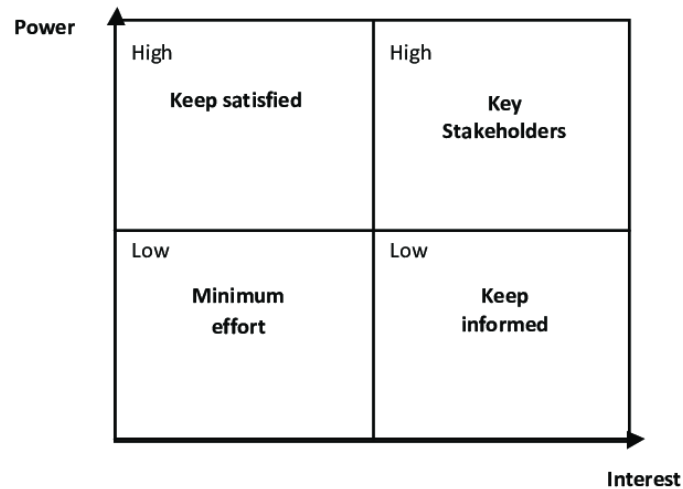 Power
High
Keep satisfied
High
Key
Stakeholders
Low
Minimum
effort
Low
Keep
informed
Interest